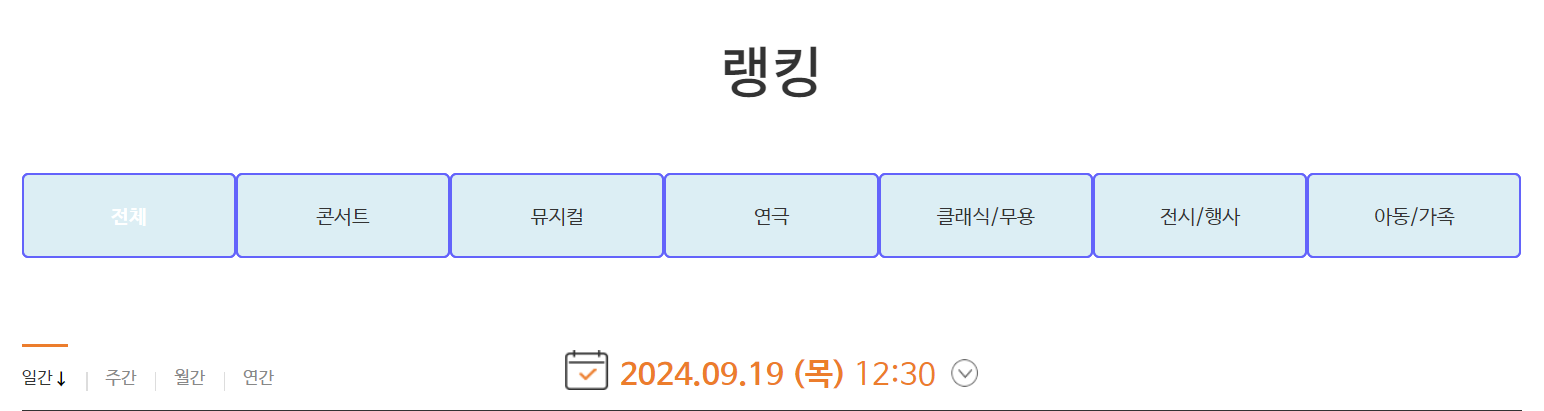 랭킹
전체 콘서트 뮤지컬 연극 클래식/무용 전시/행사 아동/가족
일간↓ 주간 월간 연간 2024.09.19 (목) 12:30